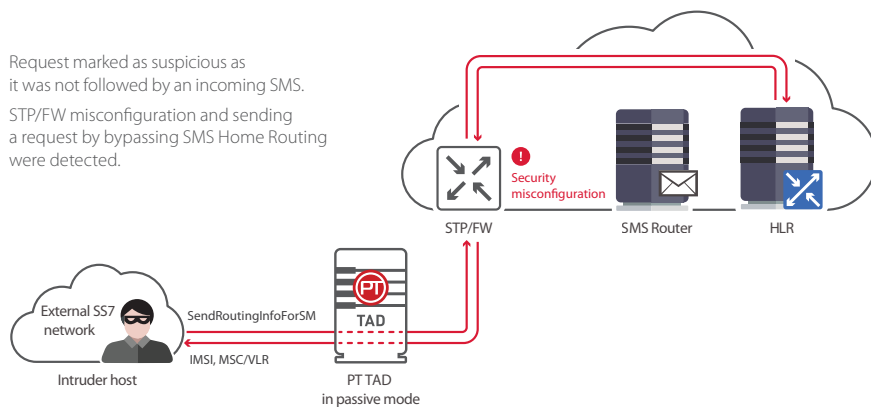 Request marked as suspicious as
it was not followed by an incoming SMS.
STP/FW misconfiguration and sending
a request by bypassing SMS Home Routing
were detected.
!
Security
misconfiguration
STP/FW
SMS Router
HLR
External SS7
network
SendRoutingInfoForSM
IMSI, MSC/VLR
Intruder host
PT
TAD
PT TAD
in passive mode